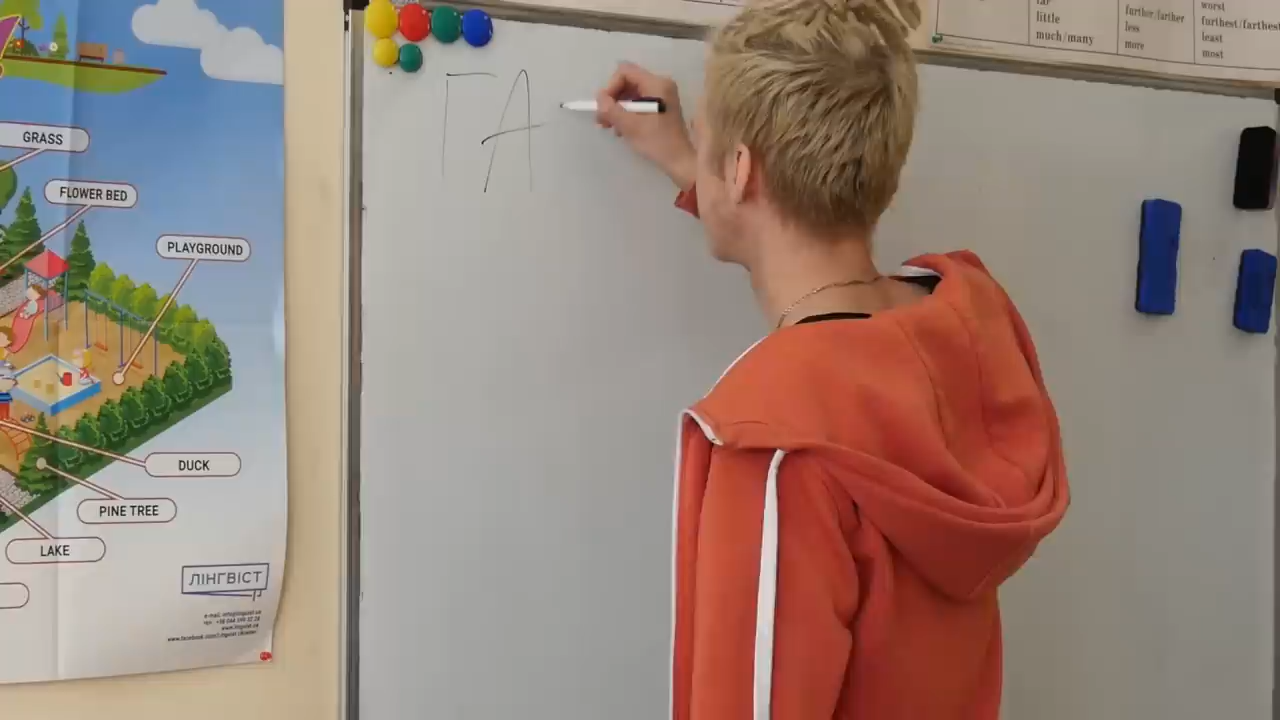 ГА
GRASS
FLOWER BED
PLAYGROUND
DUCK
PINE TREE
LAKE
ЛІНГВІСТ
far
little
much/many
further/farther
less
more
worst
furthest/farthest
least
most